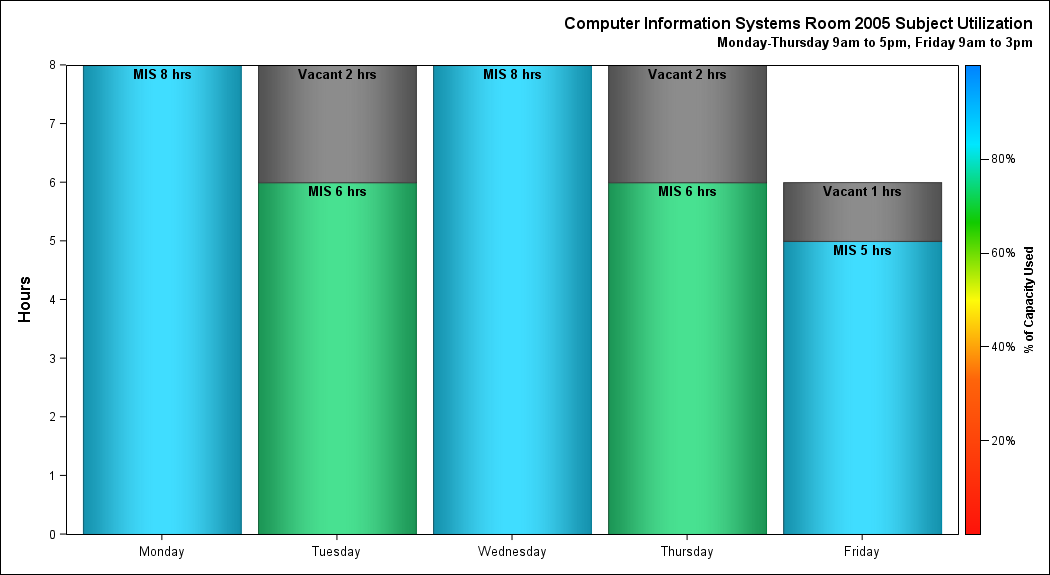 Computer Information Systems Room 2005 Subject Utilization
Monday-Thursday 9am to 5pm, Friday 9am to 3pm
Hours
8
7
6
5
4
3
2
1
0
MIS 8 hrs
Vacant 2 hrs
MIS 6 hrs
MIS 8 hrs
Vacant 2 hrs
MIS 6 hrs
Vacant 1 hrs
MIS 5 hrs
Monday
Tuesday
Wednesday
Thursday
Friday
80%
60%
40%
20%
% of Capacity Used